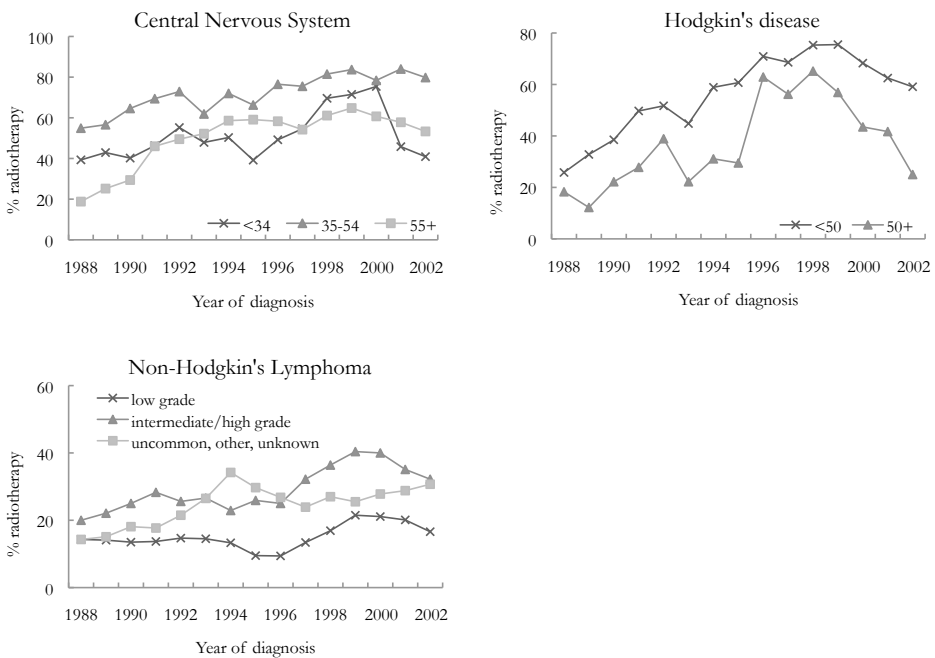 Central Nervous System
100
80
60
40
20
0
% radiotherapy
<34 35-54 55+
1988 1990 1992 1994 1996 1998 2000 2002
Year of diagnosis
Hodgkin's disease
80
60
40
20
0
% radiotherapy
<50 50+
1988 1990 1992 1994 1996 1998 2000 2002
Year of diagnosis
Non-Hodgkin's Lymphoma
60
40
20
0
% radiotherapy
low grade
intermediate/high grade
uncommon, other, unknown
1988 1990 1992 1994 1996 1998 2000 2002
Year of diagnosis